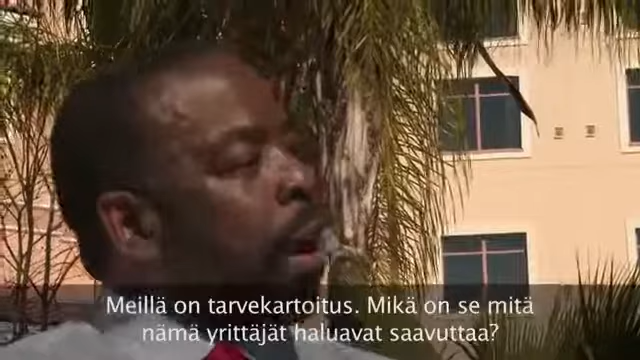 Meillä on tarvekartoitus. Mikä on se mitä
nämä yrittäjät haluavat saavuttaa?